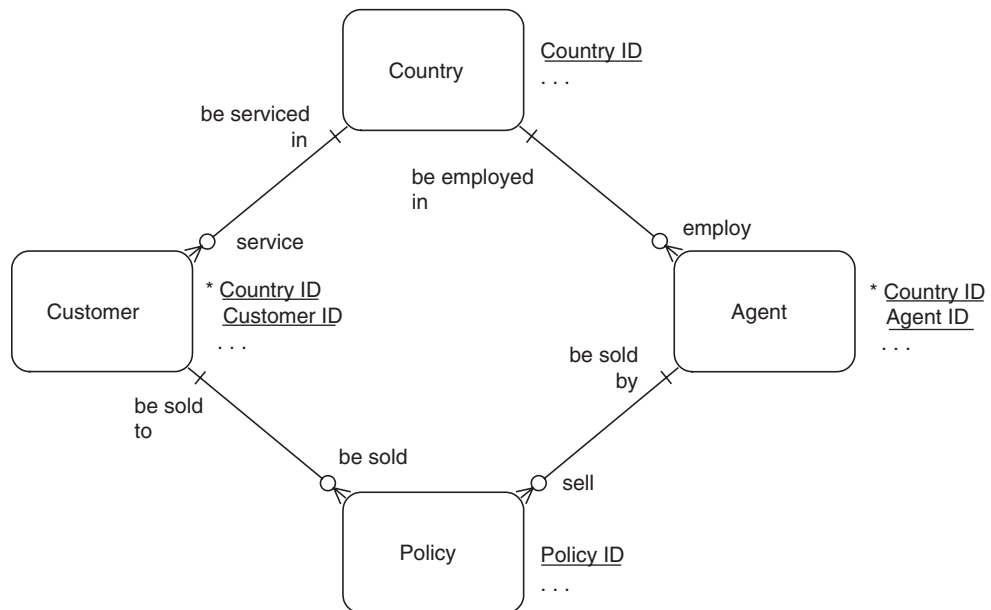 Country
Country ID
. . .
be serviced
in
be employed
in
service
employ
Customer
* Country ID
Customer ID
. . .
Agent
* Country ID
Agent ID
. . .
be sold
to
be sold
by
be sold
sell
Policy
Policy ID
. . .